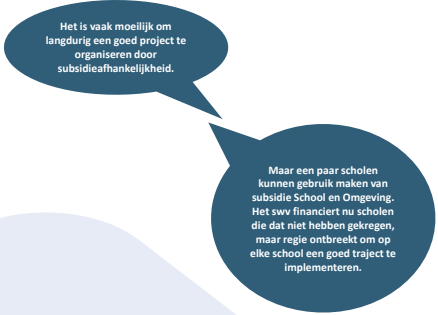 Het is vaak moeilijk om
langdurig een goed project te
organiseren door
subsidieafhankelijkheid.
Maar een paar scholen
kunnen gebruik maken van
subsidie School en Omgeving.
Het swv financiert nu scholen
die dat niet hebben gekregen,
maar regie ontbreekt om op
elke school een goed traject te
implementeren.